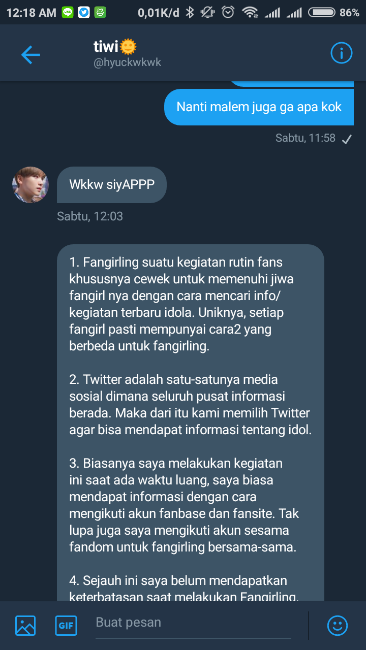 12:18 AM
0,01K/d
86%
tiwi🌞
@hyuckwkwk
Nanti malem juga ga apa kok
Sabtu, 11:58
Wkkw siyAPPP
Sabtu, 12:03
1. Fangirling suatu kegiatan rutin fans
khususnya cewek untuk memenuhi jiwa
fangirl nya dengan cara mencari info/
kegiatan terbaru idola. Uniknya, setiap
fangirl pasti mempunyai cara2 yang
berbeda untuk fangirling.
2. Twitter adalah satu-satunya media
sosial dimana seluruh pusat informasi
berada. Maka dari itu kami memilih Twitter
agar bisa mendapat informasi tentang idol.
3. Biasanya saya melakukan kegiatan
ini saat ada waktu luang, saya biasa
mendapat informasi dengan cara
mengikuti akun fanbase dan fansite. Tak
lupa juga saya mengikuti akun sesama
fandom untuk fangirling bersama-sama.
4. Sejauh ini saya belum mendapatkan
keterbatasan saat melakukan Fangirling.
GIF
Buat pesan